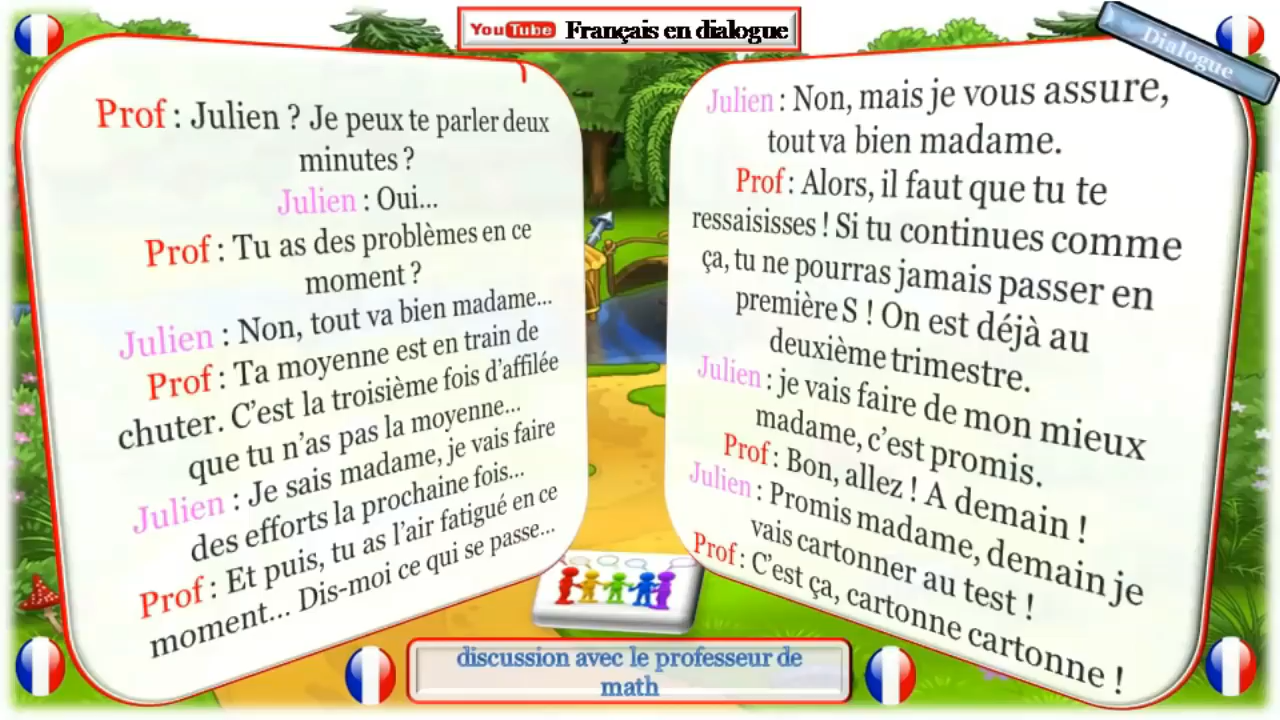 YouTube Français en dialogue
Dialogue
Prof : Julien ? Je peux te parler deux
minutes ?
Julien : Oui...
Prof : Tu as des problèmes en ce
moment ?
Julien : Non, tout va bien madame...
Prof : Ta moyenne est en train de
chuter. C'est la troisième fois d'affilée
que tu n'as pas la moyenne...
Julien : Je sais madame, je vais faire
des efforts la prochaine fois...
Prof : Et puis, tu as l'air fatigué en ce
moment... Dis-moi ce qui se passe...
Julien : Non, mais je vous assure,
tout va bien madame.
Prof : Alors, il faut que tu te
ressaisisses ! Si tu continues comme
ça, tu ne pourras jamais passer en
première S ! On est déjà au
deuxième trimestre.
Julien : je vais faire de mon mieux
madame, c'est promis.
Prof : Bon, allez ! A demain !
Julien : Promis madame, demain je
vais cartonner au test !
Prof : C'est ça, cartonne cartonne !
discussion avec le professeur de
math